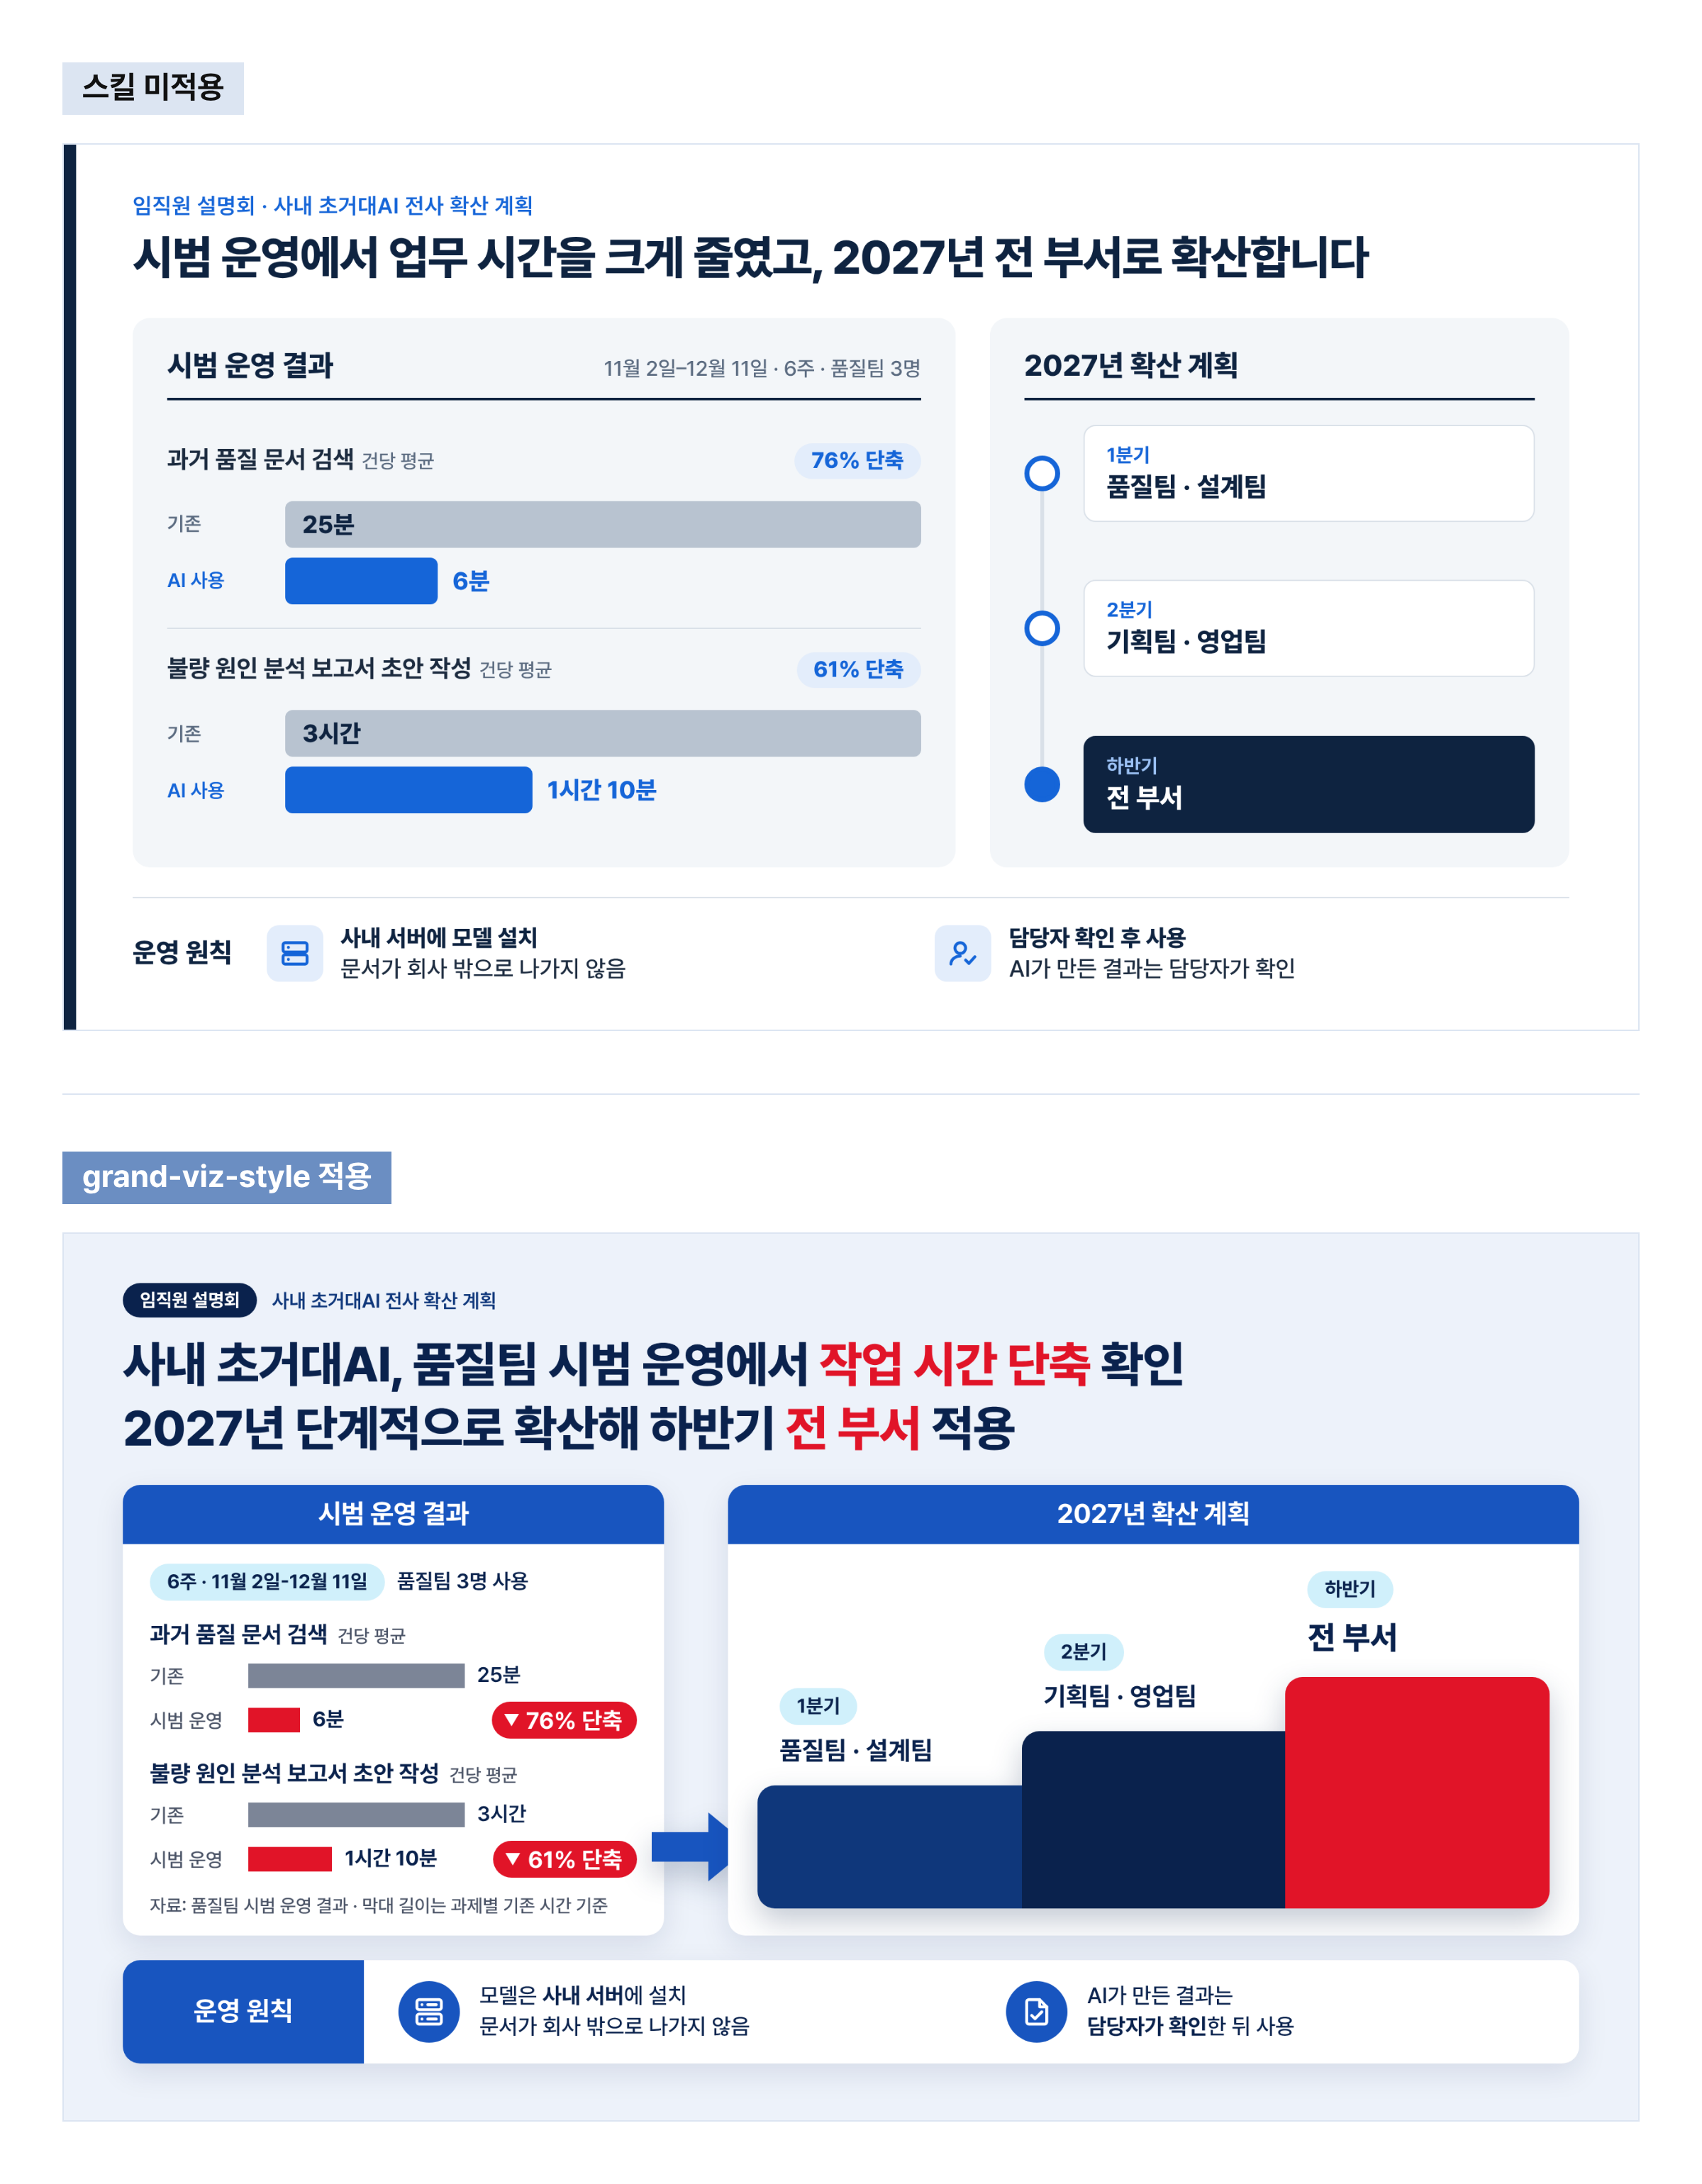 스킬 미적용
임직원 설명회 · 사내 초거대AI 전사 확산 계획
시범 운영에서 업무 시간을 크게 줄였고, 2027년 전 부서로 확산합니다
시범 운영 결과
11월 2일–12월 11일 · 6주 · 품질팀 3명
과거 품질 문서 검색 건당 평균
76% 단축
기존
25분
AI 사용
6분
불량 원인 분석 보고서 초안 작성 건당 평균
61% 단축
기존
3시간
AI 사용
1시간 10분
2027년 확산 계획
1분기
품질팀 · 설계팀
2분기
기획팀 · 영업팀
하반기
전 부서
운영 원칙
사내 서버에 모델 설치
문서가 회사 밖으로 나가지 않음
담당자 확인 후 사용
AI가 만든 결과는 담당자가 확인
grand-viz-style 적용
임직원 설명회 사내 초거대AI 전사 확산 계획
사내 초거대AI, 품질팀 시범 운영에서 작업 시간 단축 확인
2027년 단계적으로 확산해 하반기 전 부서 적용
시범 운영 결과
6주 · 11월 2일-12월 11일 품질팀 3명 사용
과거 품질 문서 검색 건당 평균
기존 25분
시범 운영 6분 ▼ 76% 단축
불량 원인 분석 보고서 초안 작성 건당 평균
기존 3시간
시범 운영 1시간 10분 ▼ 61% 단축
자료: 품질팀 시범 운영 결과 · 막대 길이는 과제별 기존 시간 기준
2027년 확산 계획
1분기
품질팀 · 설계팀
2분기
기획팀 · 영업팀
하반기
전 부서
운영 원칙
모델은 사내 서버에 설치
문서가 회사 밖으로 나가지 않음
AI가 만든 결과는
담당자가 확인한 뒤 사용